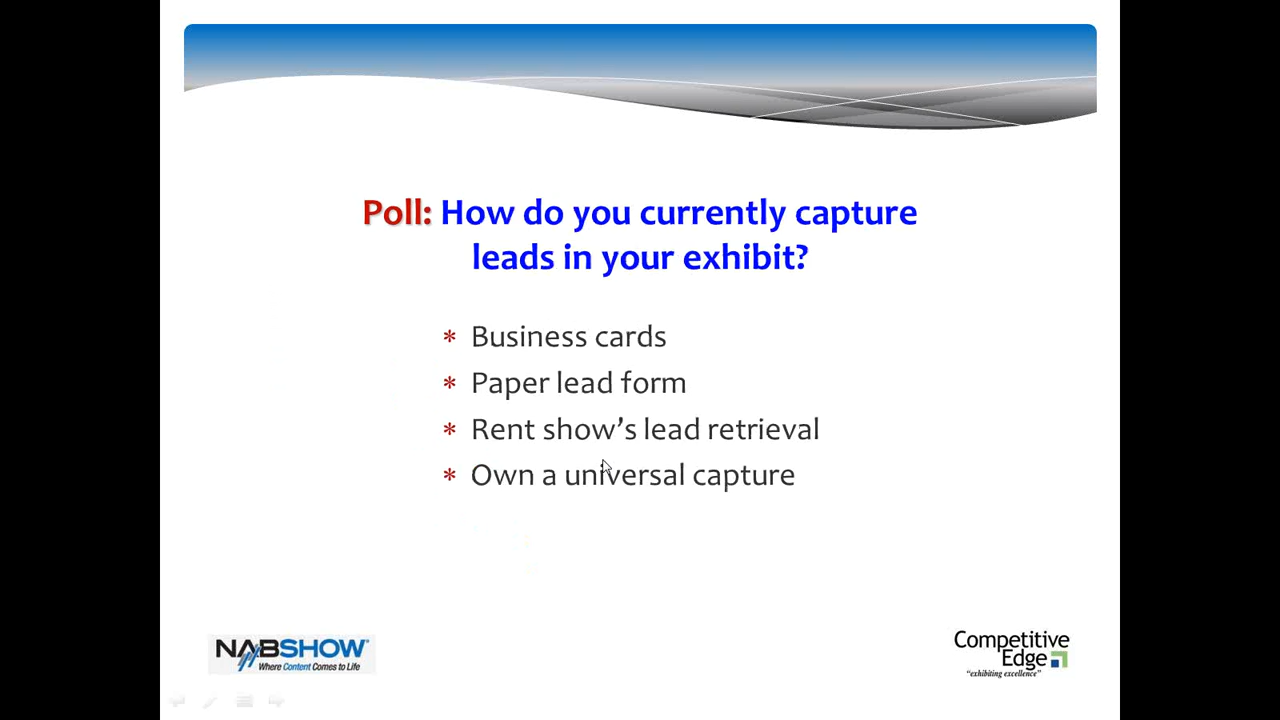 Poll: How do you currently capture
leads in your exhibit?
* Business cards
* Paper lead form
* Rent show’s lead retrieval
* Own a universal capture
NABSHOW®
Where Content Comes to Life
Competitive
Edge
“exhibiting excellence”